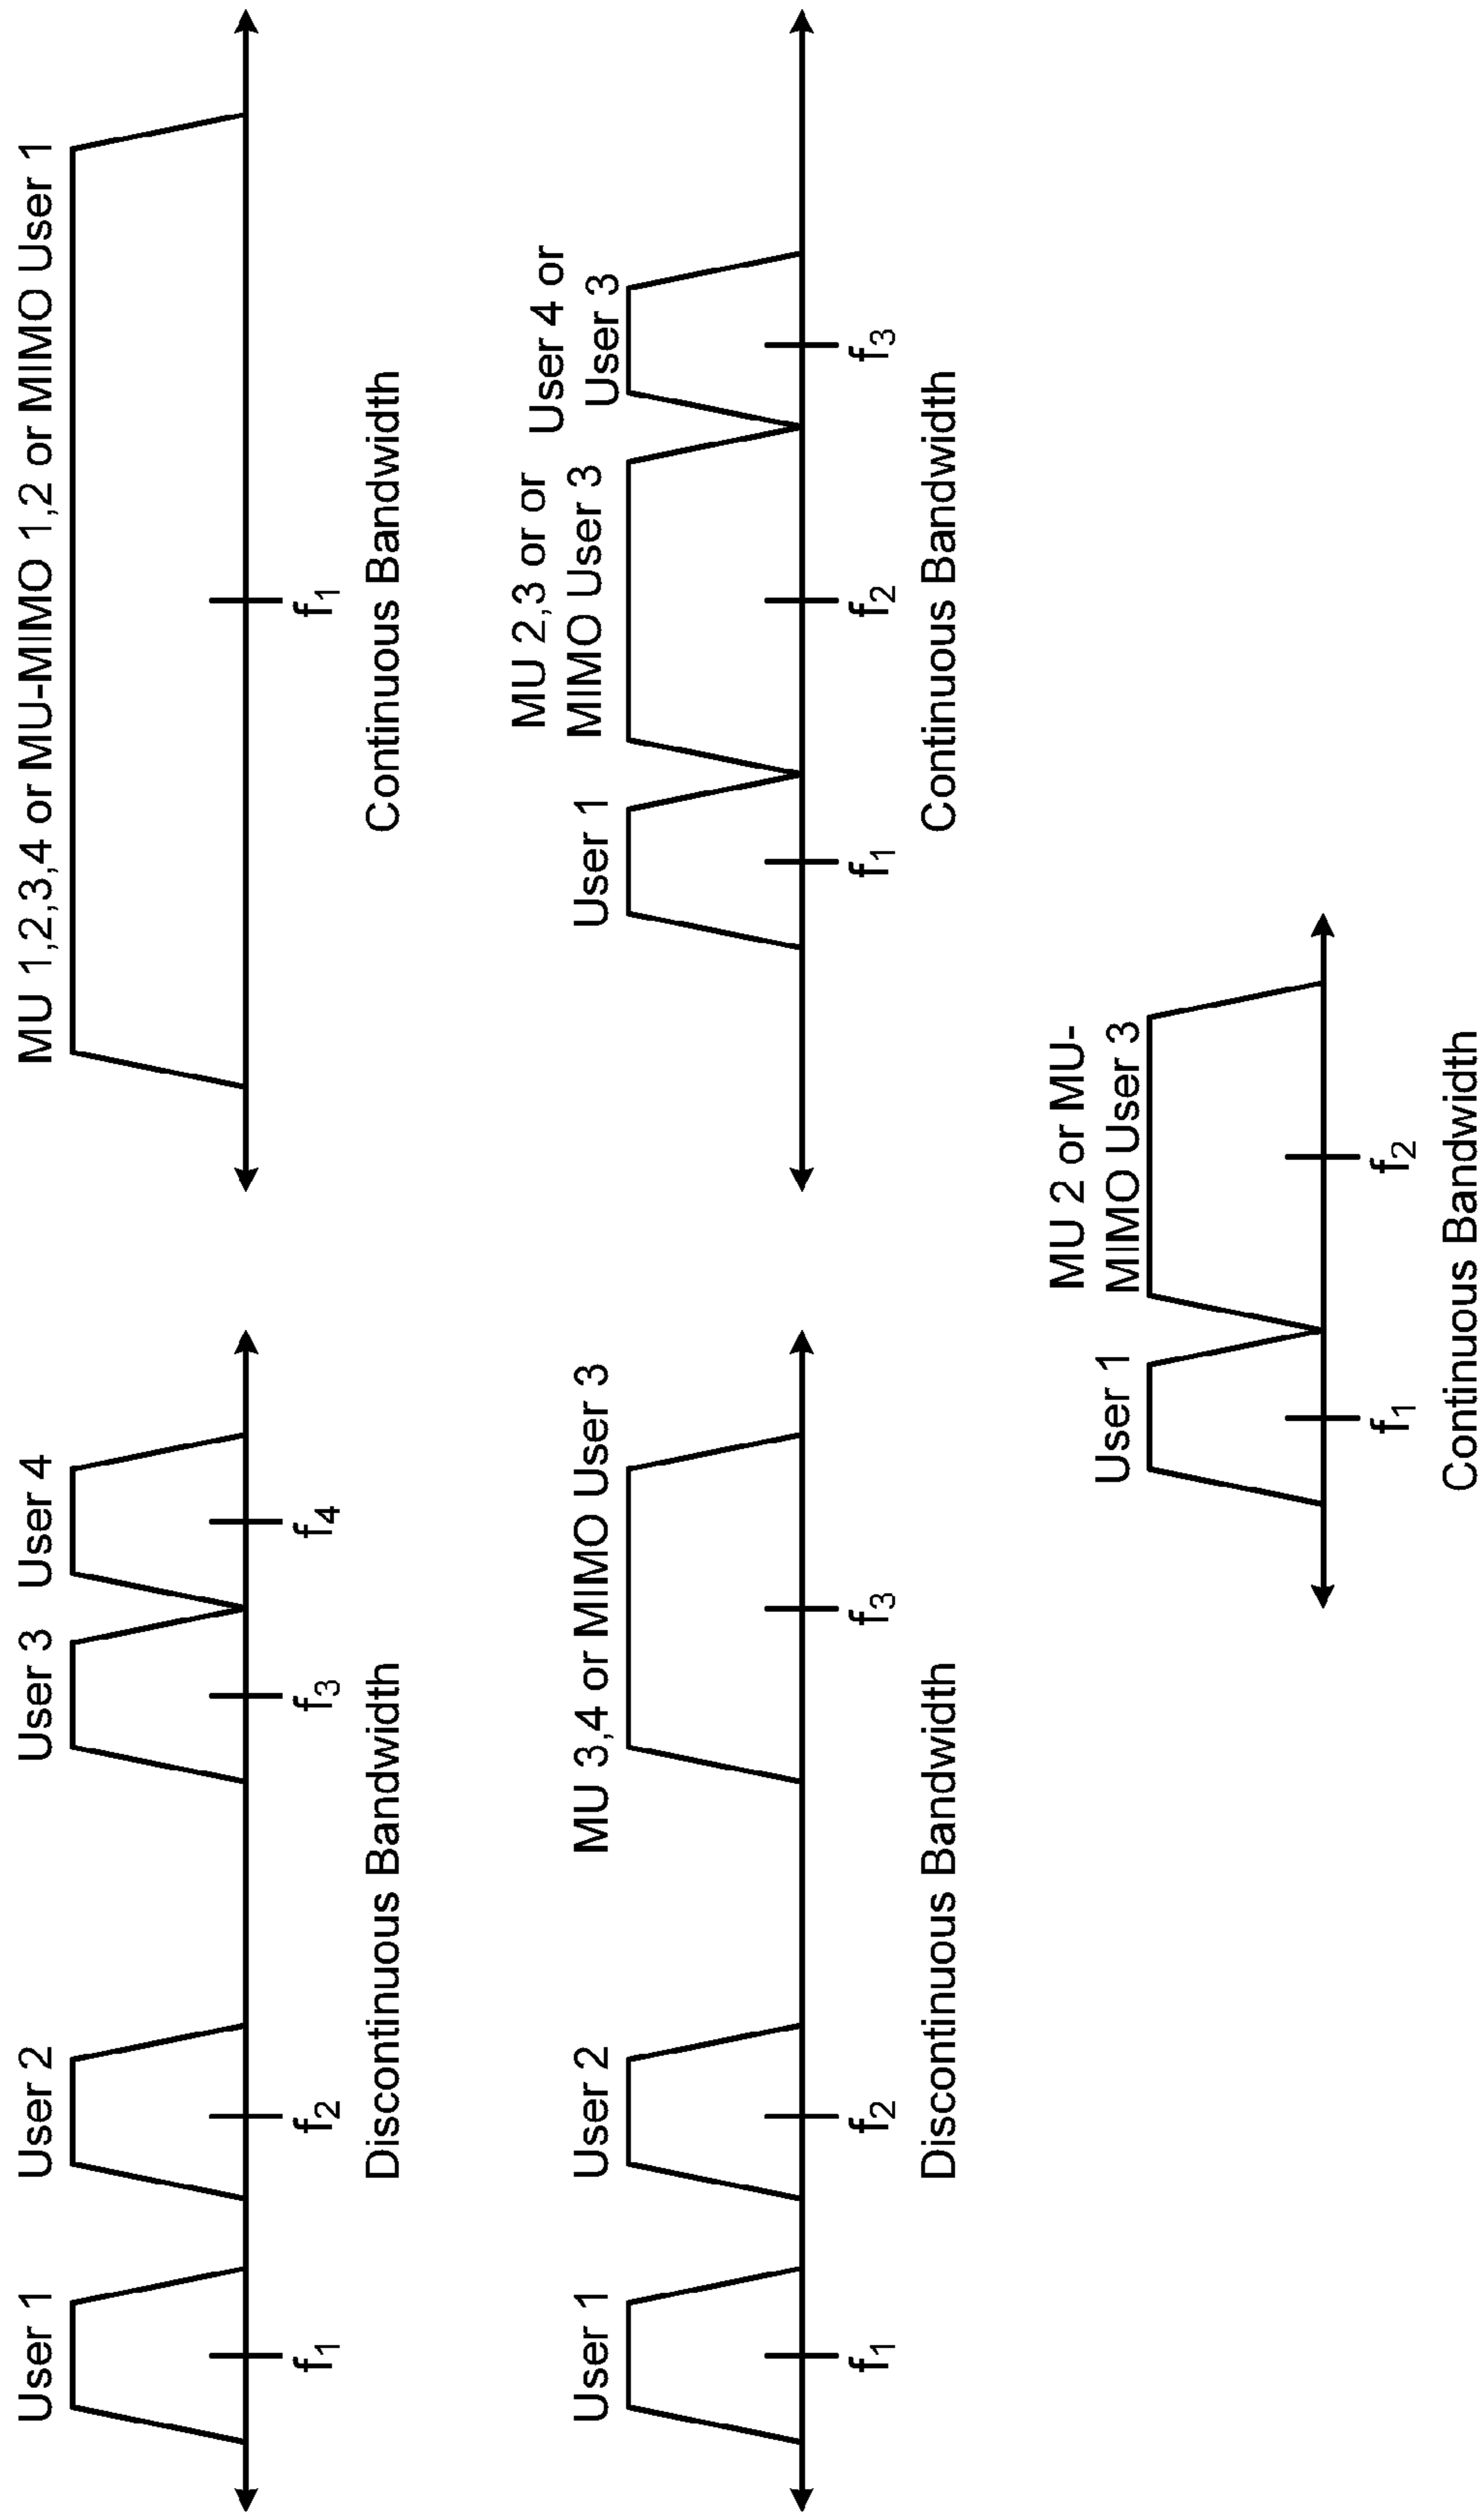 User 1
User 2
User 3
User 4
f1
f2
f3
f4
Discontinuous Bandwidth
MU 1,2,3,4 or MU-MIMO 1,2 or MIMO User 1
f1
Continuous Bandwidth
User 1
User 2
MU 3,4 or MIMO User 3
f1
f2
f3
Discontinuous Bandwidth
User 1
MU 2,3 or or
MIMO User 3
User 4 or
User 3
f1
f2
f3
Continuous Bandwidth
User 1
MU 2 or MU-
MIMO User 3
f1
f2
Continuous Bandwidth